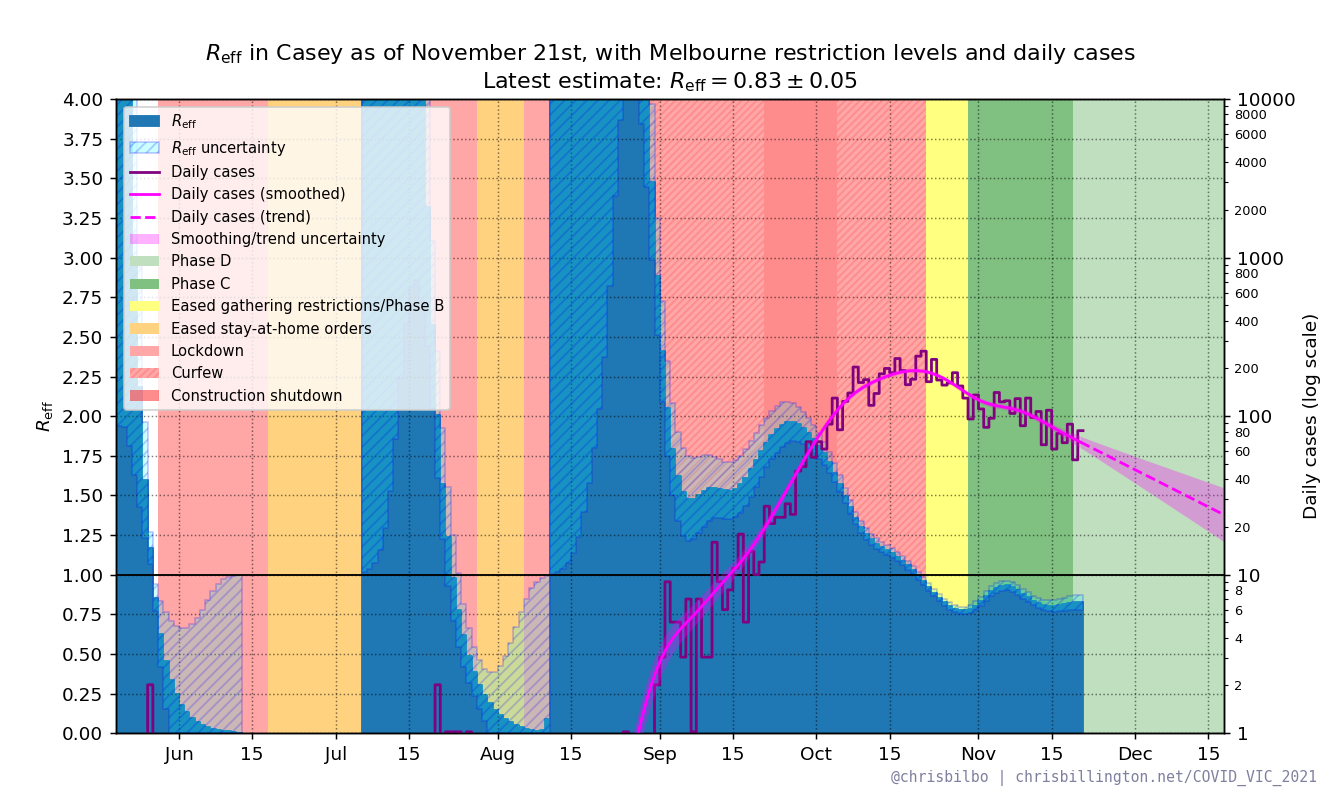 Reff in Casey as of November 21st, with Melbourne restriction levels and daily cases
Latest estimate: Reff = 0.83 ± 0.05
4.00
3.75
3.50
3.25
3.00
2.75
2.50
2.25
2.00
1.75
1.50
1.25
1.00
0.75
0.50
0.25
0.00
Reff
Reff
Reff uncertainty
Daily cases
Daily cases (smoothed)
Daily cases (trend)
Smoothing/trend uncertainty
Phase D
Phase C
Eased gathering restrictions/Phase B
Eased stay-at-home orders
Lockdown
Curfew
Construction shutdown
10000
8000
6000
4000
2000
1000
800
600
400
200
100
80
60
40
20
10
8
6
4
2
1
Daily cases (log scale)
Jun 15 Jul 15 Aug 15 Sep 15 Oct 15 Nov 15 Dec 15
@chrisbilbo | chrisbillington.net/COVID_VIC_2021